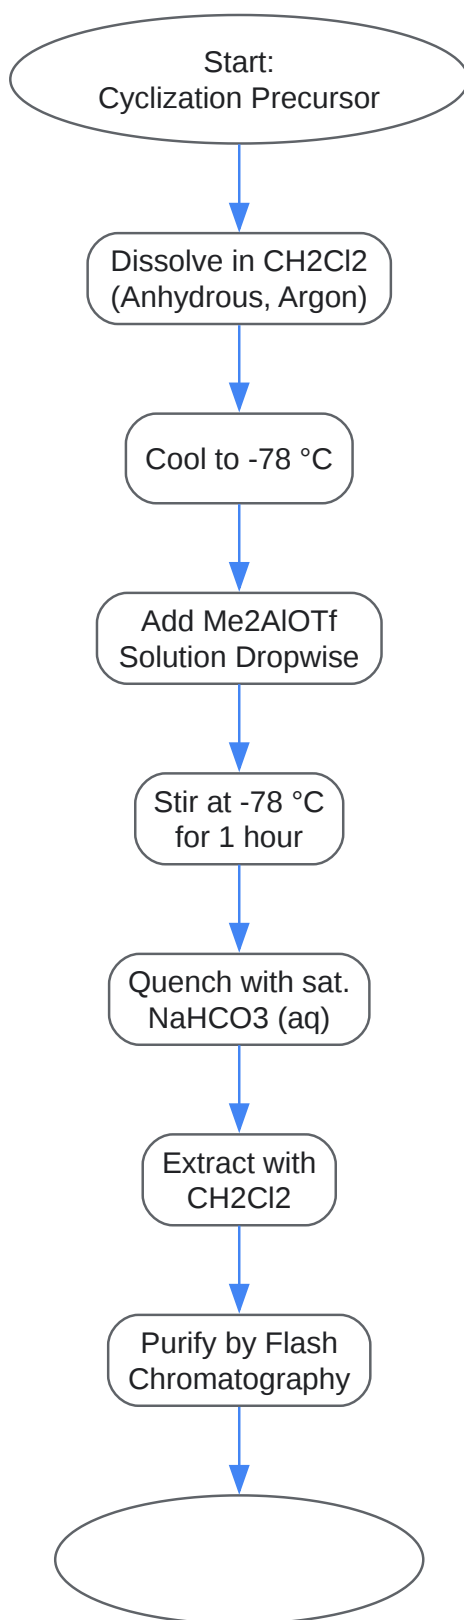 Start:
Cyclization Precursor
Dissolve in CH2Cl2
(Anhydrous, Argon)
Cool to -78 °C
Add Me2AlOTf
Solution Dropwise
Stir at -78 °C
for 1 hour
Quench with sat.
NaHCO3 (aq)
Extract with
CH2Cl2
Purify by Flash
Chromatography